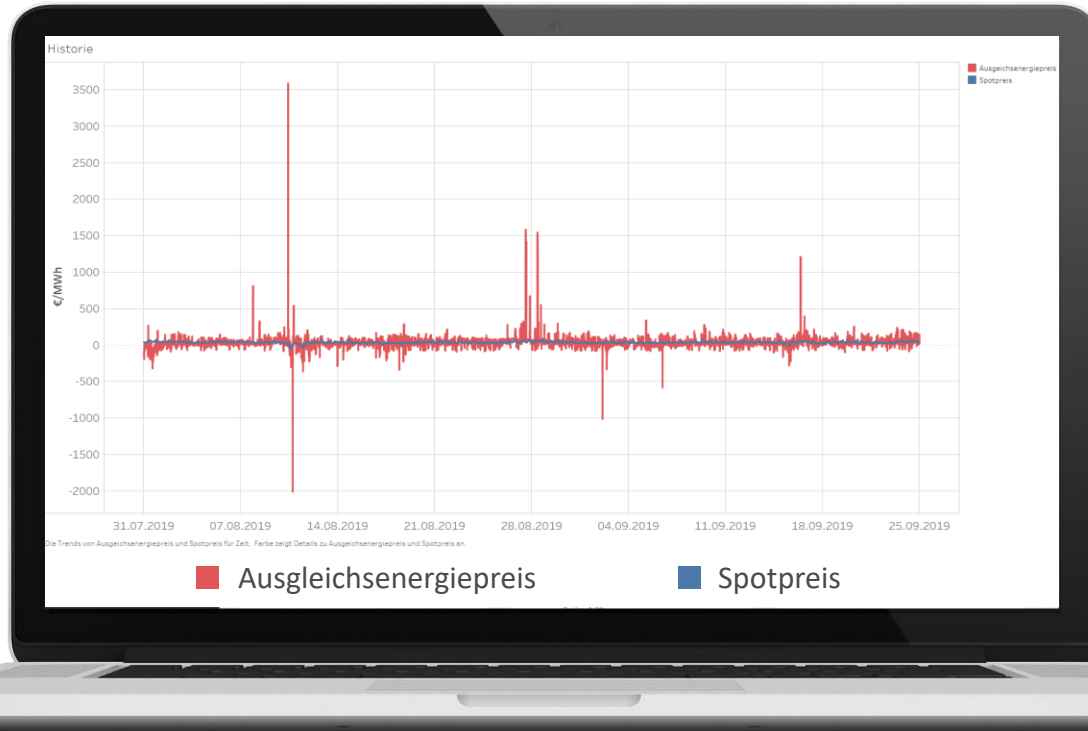 Historie
Ausgeichsenergiepreis
Spotpreis
3500
3000
2500
2000
1500
1000
500
0
-500
-1000
-1500
-2000
€/MWh
31.07.2019 07.08.2019 14.08.2019 21.08.2019 28.08.2019 04.09.2019 11.09.2019 18.09.2019 25.09.2019
Die Trends von Ausgeichsenergiepreis und Spotpreis für Zeit. Farbe zeigt Details zu Ausgeichsenergiepreis und Spotpreis an.
Ausgleichsenergiepreis Spotpreis